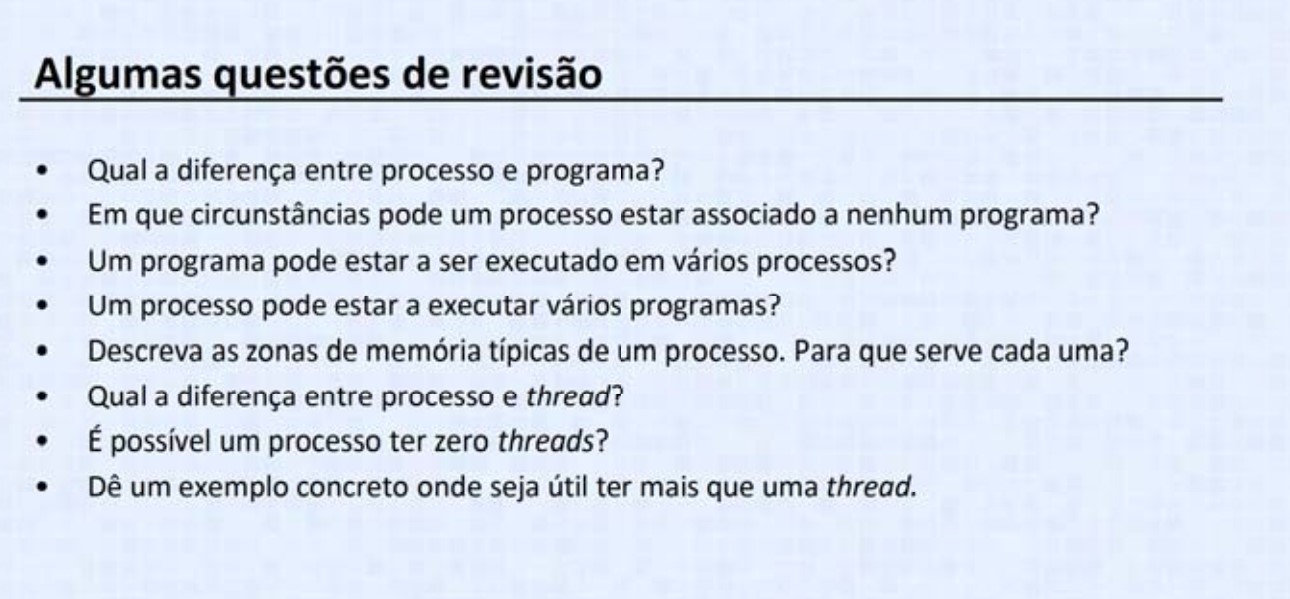 Algumas questões de revisão
• Qual a diferença entre processo e programa?
• Em que circunstâncias pode um processo estar associado a nenhum programa?
• Um programa pode estar a ser executado em vários processos?
• Um processo pode estar a executar vários programas?
• Descreva as zonas de memória típicas de um processo. Para que serve cada uma?
• Qual a diferença entre processo e thread?
• É possível um processo ter zero threads?
• Dê um exemplo concreto onde seja útil ter mais que uma thread.